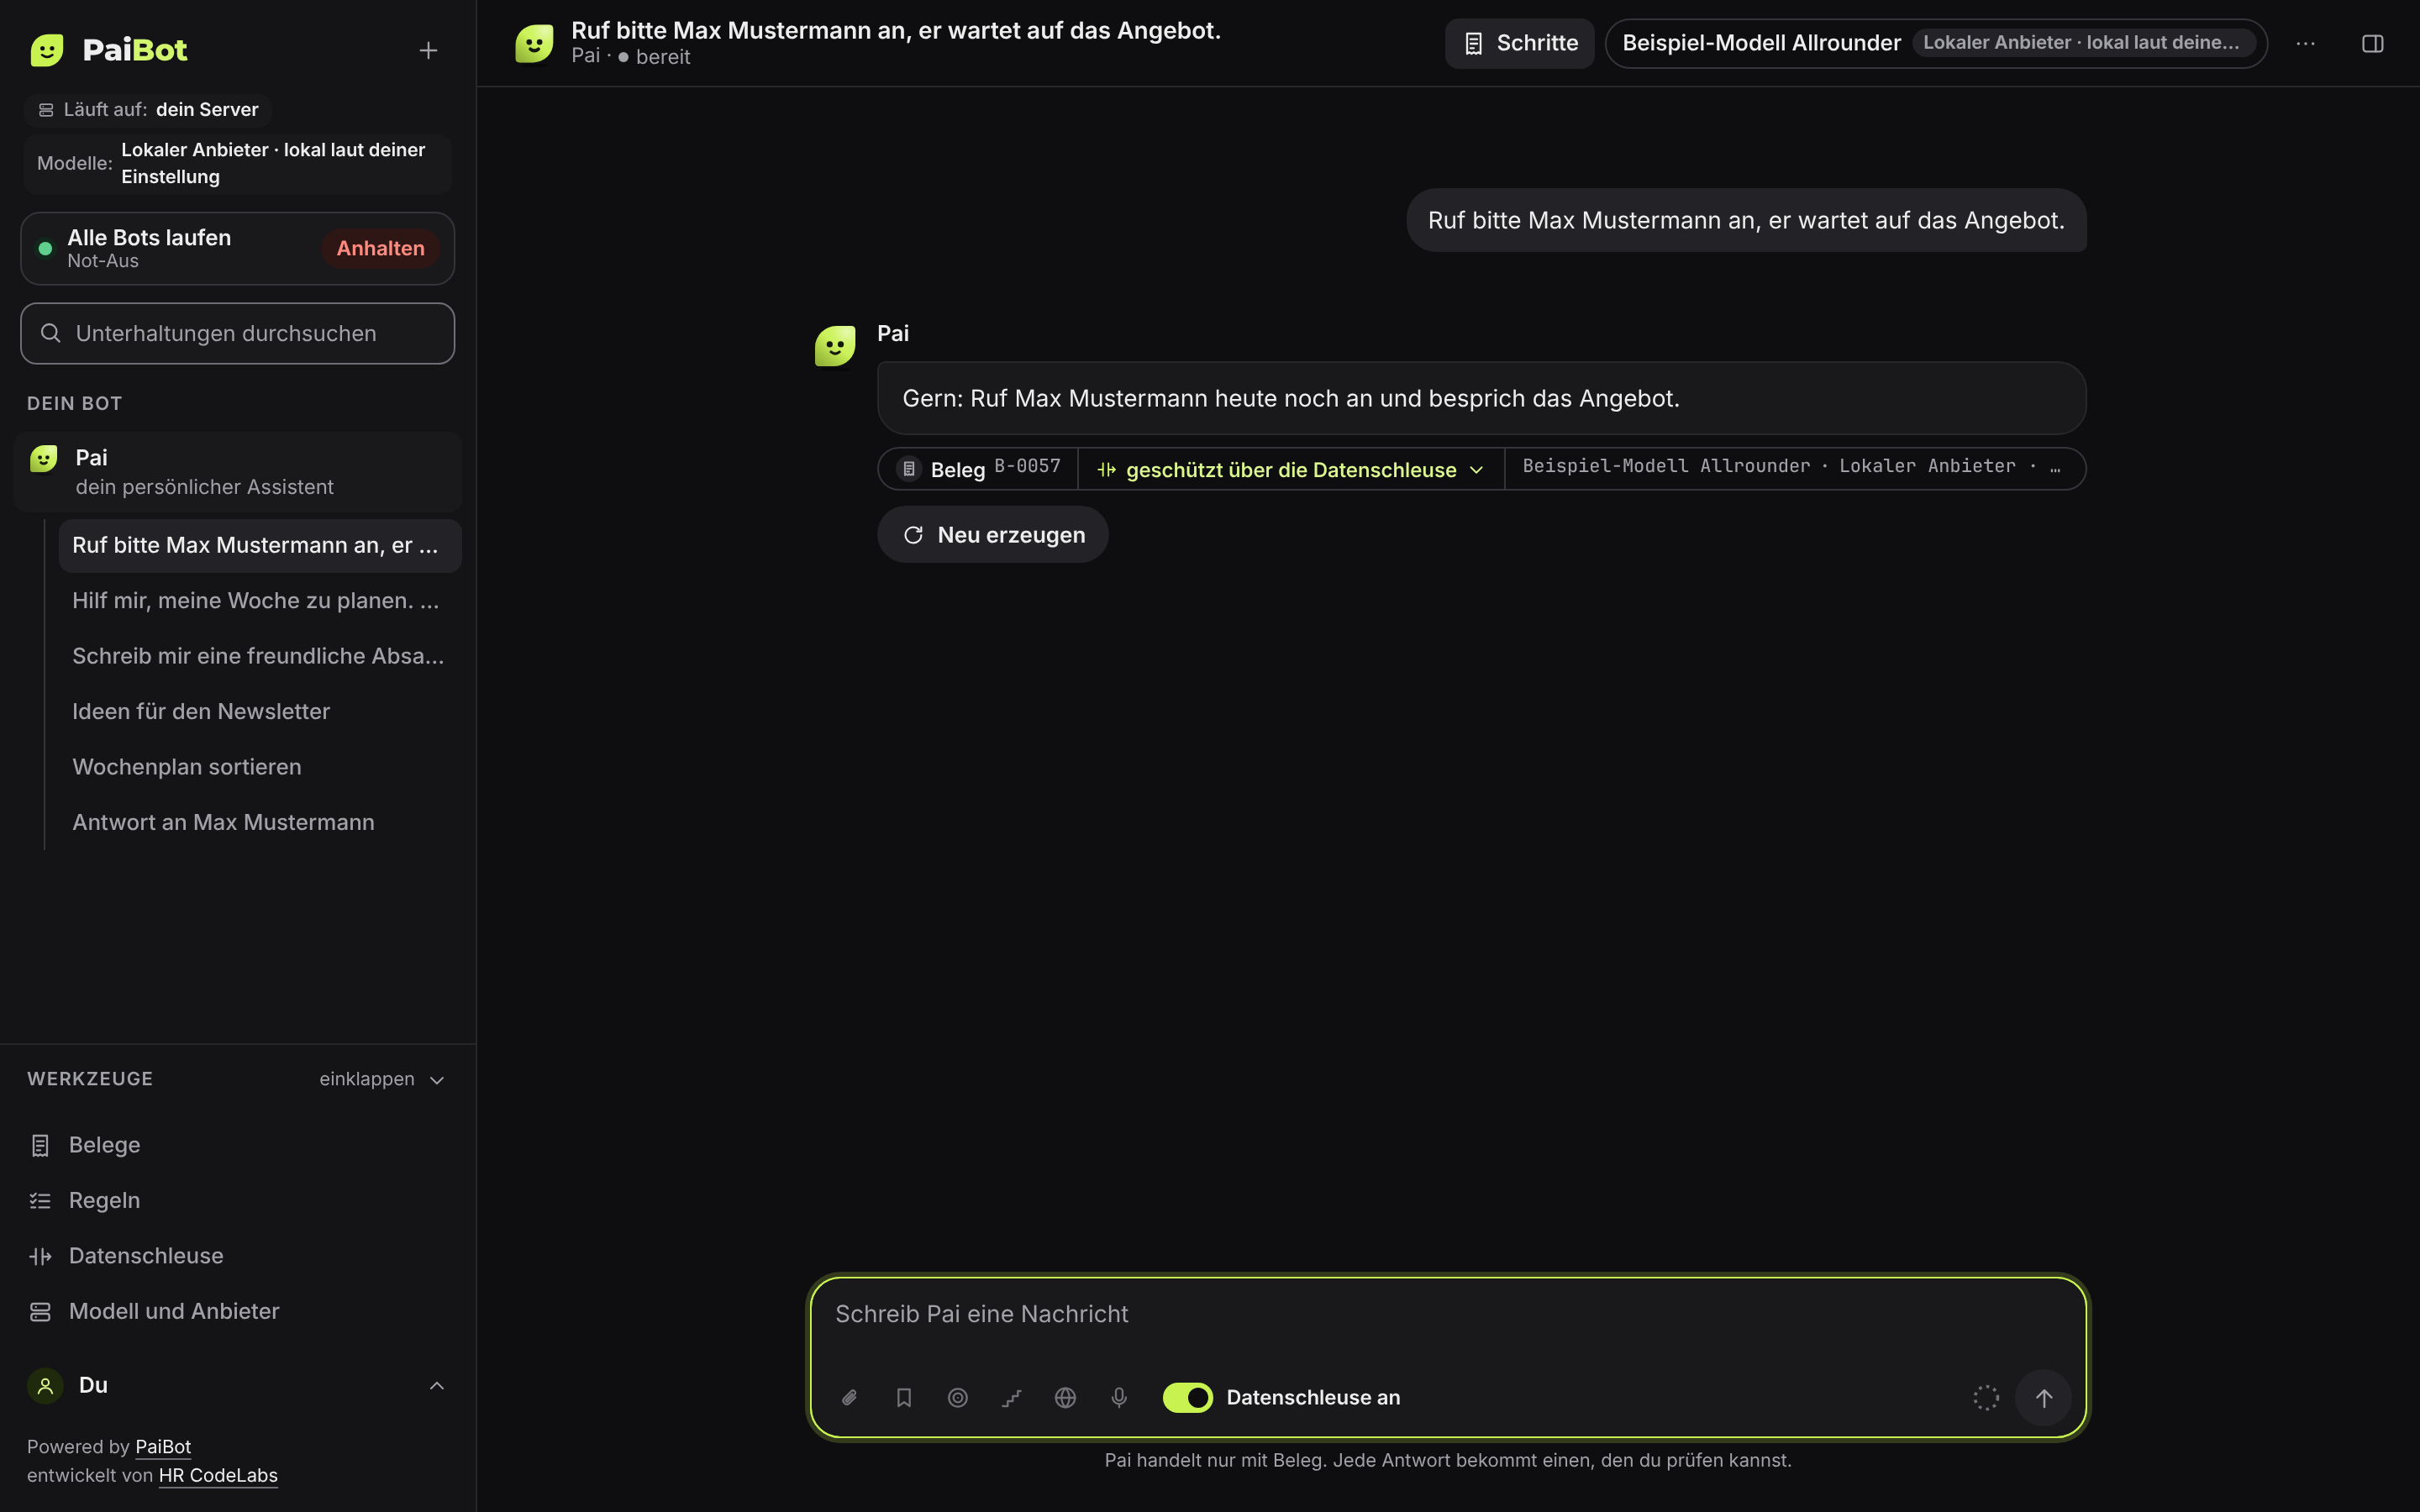 PaiBot
Läuft auf: dein Server
Modelle: Lokaler Anbieter · lokal laut deiner
Einstellung
Alle Bots laufen
Not-Aus
Anhalten
Unterhaltungen durchsuchen
DEIN BOT
Pai
dein persönlicher Assistent
Ruf bitte Max Mustermann an, er ...
Hilf mir, meine Woche zu planen. ...
Schreib mir eine freundliche Absa...
Ideen für den Newsletter
Wochenplan sortieren
Antwort an Max Mustermann
WERKZEUGE einklappen
Belege
Regeln
Datenschleuse
Modell und Anbieter
Du
Powered by PaiBot
entwickelt von HR CodeLabs
Ruf bitte Max Mustermann an, er wartet auf das Angebot.
Pai · bereit
Schritte
Beispiel-Modell Allrounder Lokaler Anbieter · lokal laut deine...
Ruf bitte Max Mustermann an, er wartet auf das Angebot.
Pai
Gern: Ruf Max Mustermann heute noch an und besprich das Angebot.
Beleg B-0057 geschützt über die Datenschleuse Beispiel-Modell Allrounder · Lokaler Anbieter · …
Neu erzeugen
Schreib Pai eine Nachricht
Datenschleuse an
Pai handelt nur mit Beleg. Jede Antwort bekommt einen, den du prüfen kannst.